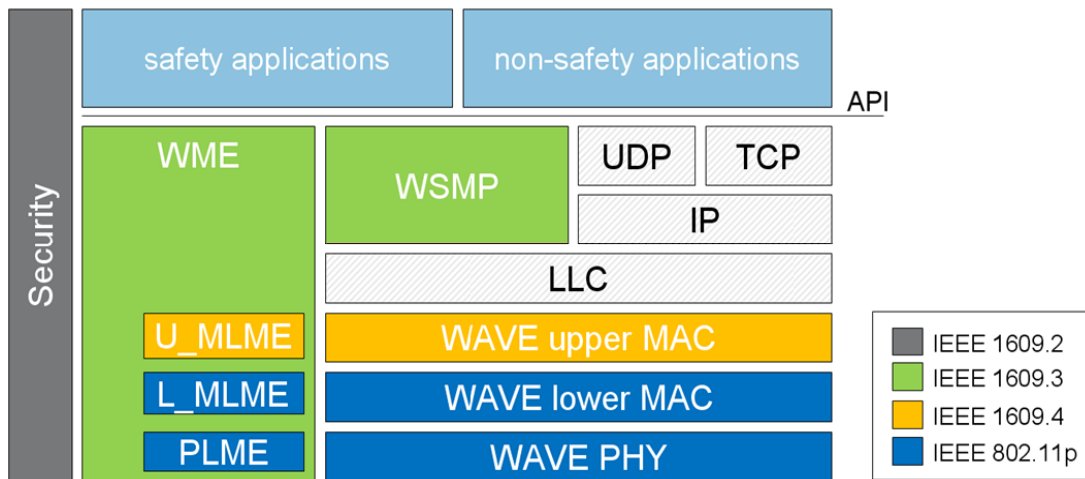 safety applications
non-safety applications
API
Security
WME
WSMP
UDP
TCP
IP
LLC
U_MLME
WAVE upper MAC
L_MLME
WAVE lower MAC
PLME
WAVE PHY
IEEE 1609.2
IEEE 1609.3
IEEE 1609.4
IEEE 802.11p